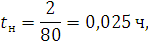 tн = 2/80 = 0,025 ч,